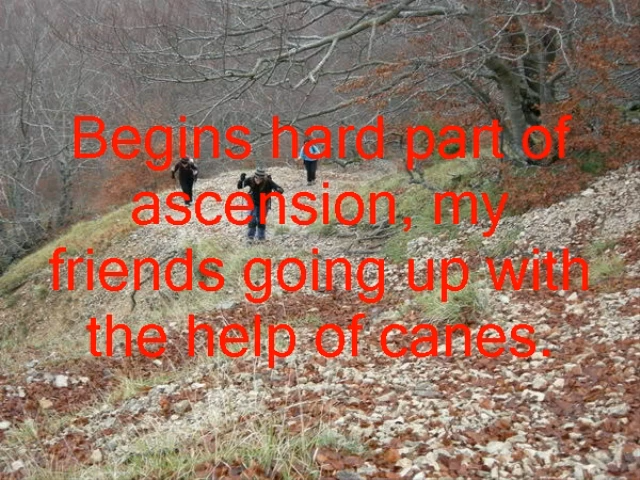 Begins hard part of
ascension, my
friends going up with
the help of canes.